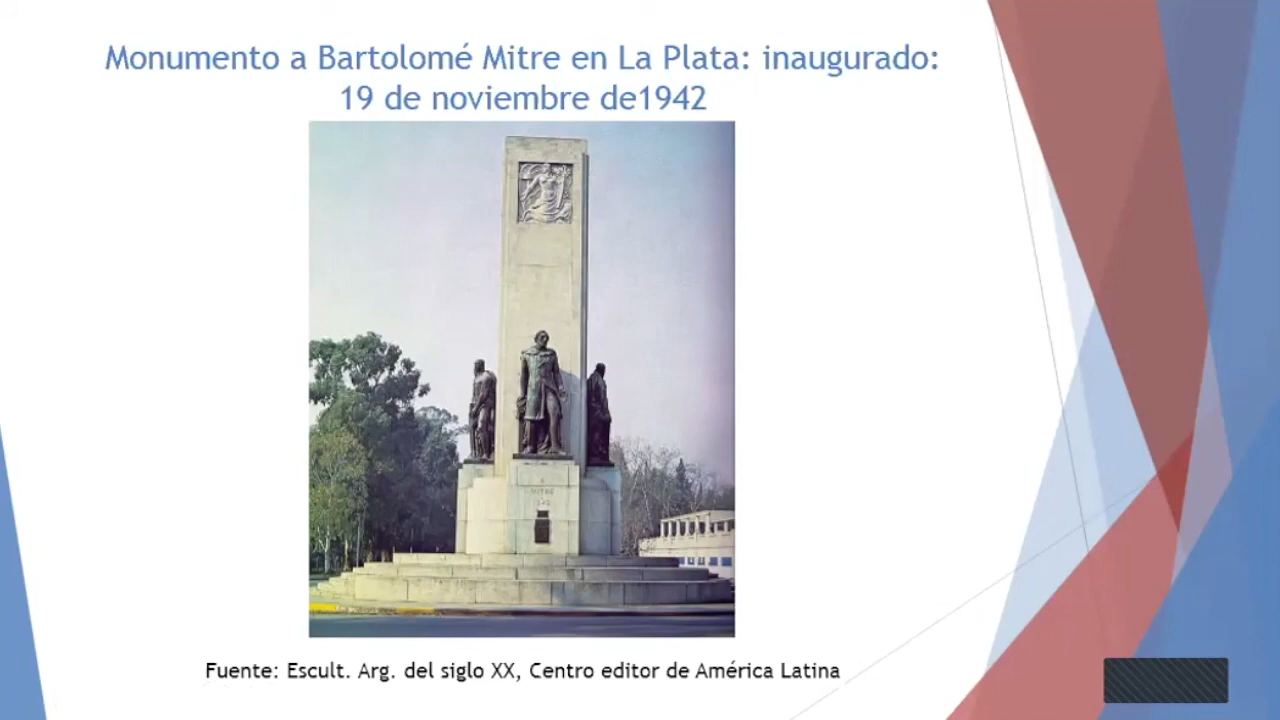 Monumento a Bartolomé Mitre en La Plata: inaugurado:
19 de noviembre de1942
MITRE
Fuente: Escult. Arg. del siglo XX, Centro editor de América Latina